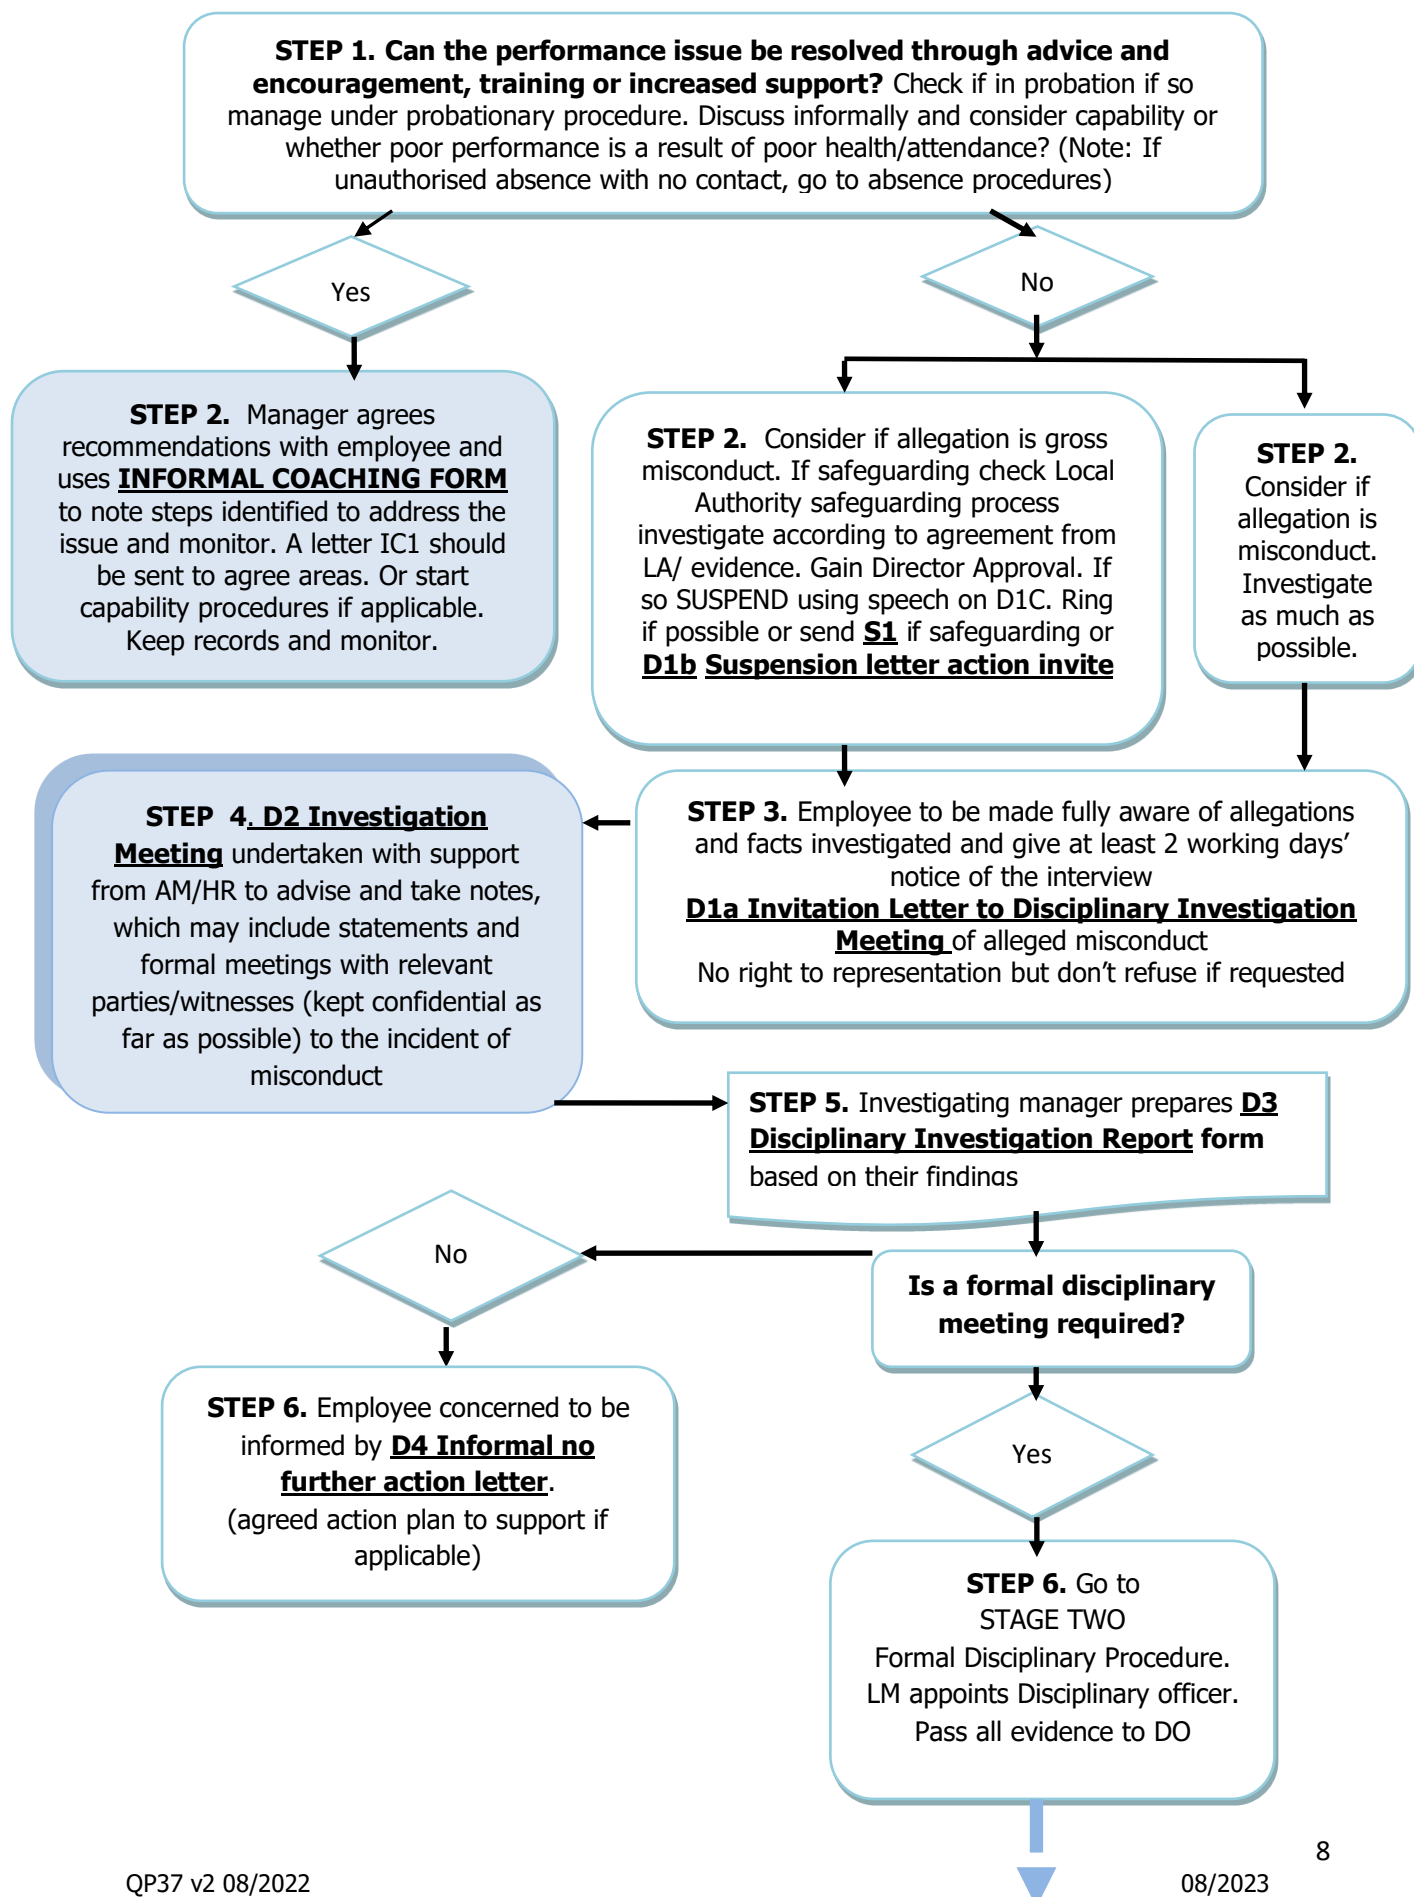 STEP 1. Can the performance issue be resolved through advice and
encouragement, training or increased support? Check if in probation if so
manage under probationary procedure. Discuss informally and consider capability or
whether poor performance is a result of poor health/attendance? (Note: If
unauthorised absence with no contact, go to absence procedures)
Yes
No
STEP 2. Manager agrees
recommendations with employee and
uses INFORMAL COACHING FORM
to note steps identified to address the
issue and monitor. A letter IC1 should
be sent to agree areas. Or start
capability procedures if applicable.
Keep records and monitor.
STEP 2. Consider if allegation is gross
misconduct. If safeguarding check Local
Authority safeguarding process
investigate according to agreement from
LA/ evidence. Gain Director Approval. If
so SUSPEND using speech on D1C. Ring
if possible or send S1 if safeguarding or
D1b Suspension letter action invite
STEP 2.
Consider if
allegation is
misconduct.
Investigate
as much as
possible.
STEP 3. Employee to be made fully aware of allegations
and facts investigated and give at least 2 working days’
notice of the interview
D1a Invitation Letter to Disciplinary Investigation
Meeting of alleged misconduct
No right to representation but don’t refuse if requested
STEP 4. D2 Investigation
Meeting undertaken with support
from AM/HR to advise and take notes,
which may include statements and
formal meetings with relevant
parties/witnesses (kept confidential as
far as possible) to the incident of
misconduct
STEP 5. Investigating manager prepares D3
Disciplinary Investigation Report form
based on their findings
Is a formal disciplinary
meeting required?
No
STEP 6. Employee concerned to be
informed by D4 Informal no
further action letter.
(agreed action plan to support if
applicable)
Yes
STEP 6. Go to
STAGE TWO
Formal Disciplinary Procedure.
LM appoints Disciplinary officer.
Pass all evidence to DO
8
QP37 v2 08/2022
08/2023